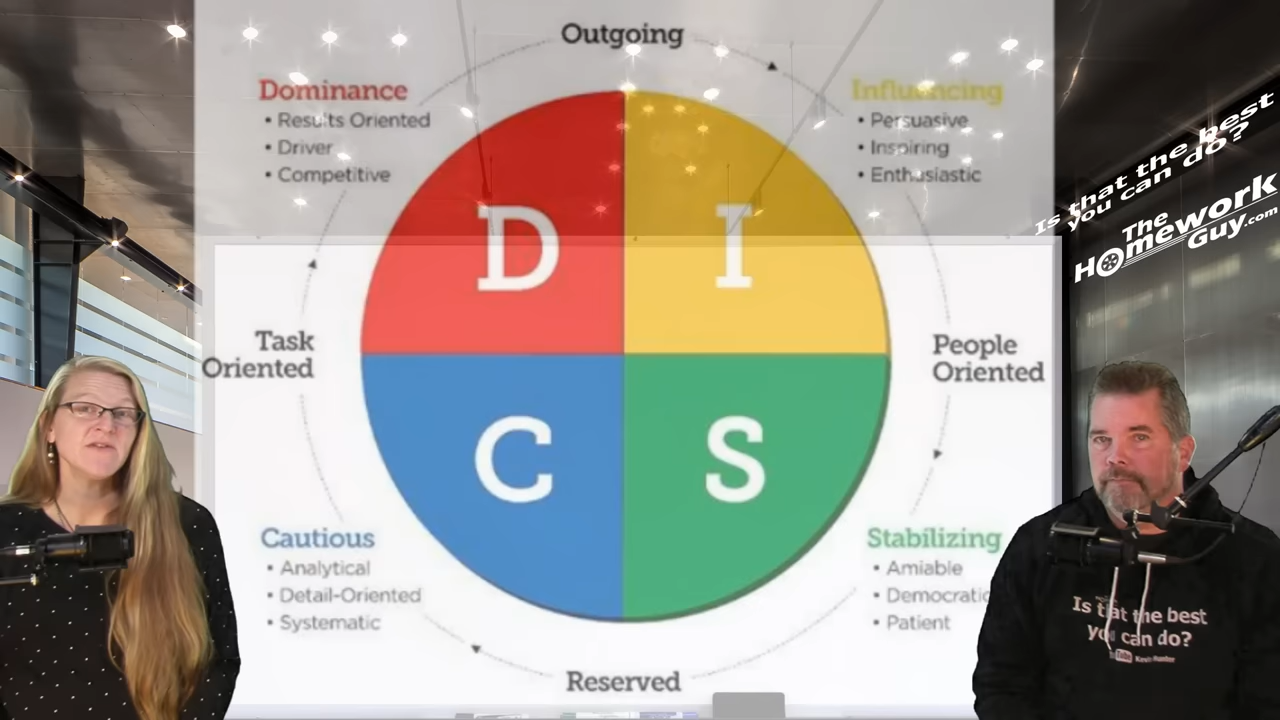 Outgoing
Dominance
• Results Oriented
• Driver
• Competitive
Influencing
• Persuasive
• Inspiring
• Enthusiastic
Is that the best
you can do?
The
Homework
Guy.com
D
I
Task
Oriented
People
Oriented
C
S
Cautious
• Analytical
• Detail-Oriented
• Systematic
Stabilizing
• Amiable
• Democratic
• Patient
Reserved
Is that the best
you can do?
Kevin Hunter